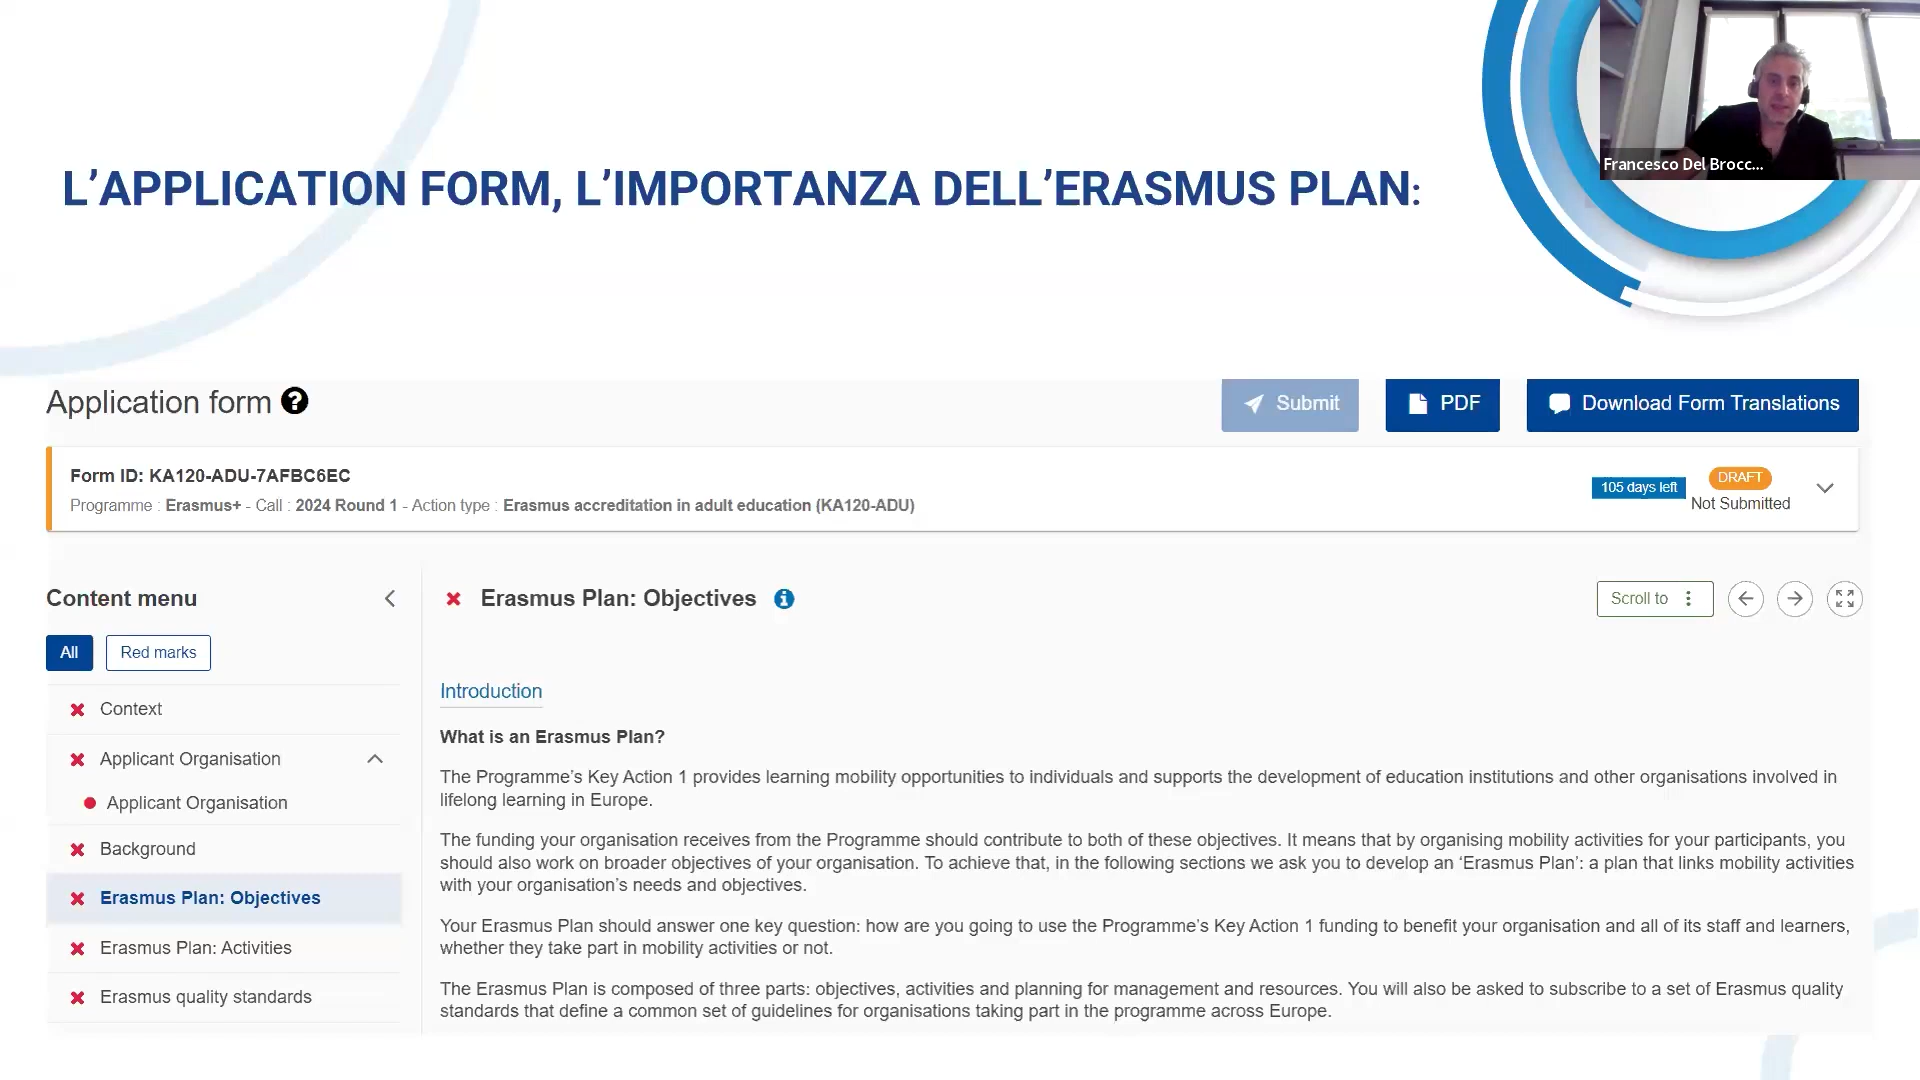 Francesco Del Brocc...
L’APPLICATION FORM, L’IMPORTANZA DELL’ERASMUS PLAN:
Application form ?
Submit
PDF
Download Form Translations
Form ID: KA120-ADU-7AFBC6EC
Programme : Erasmus+ - Call : 2024 Round 1 - Action type : Erasmus accreditation in adult education (KA120-ADU)
105 days left
DRAFT
Not Submitted
Content menu
All
Red marks
Context
Applicant Organisation
Applicant Organisation
Background
Erasmus Plan: Objectives
Erasmus Plan: Activities
Erasmus quality standards
Erasmus Plan: Objectives i
Scroll to
Introduction
What is an Erasmus Plan?
The Programme’s Key Action 1 provides learning mobility opportunities to individuals and supports the development of education institutions and other organisations involved in
lifelong learning in Europe.
The funding your organisation receives from the Programme should contribute to both of these objectives. It means that by organising mobility activities for your participants, you
should also work on broader objectives of your organisation. To achieve that, in the following sections we ask you to develop an ‘Erasmus Plan’: a plan that links mobility activities
with your organisation’s needs and objectives.
Your Erasmus Plan should answer one key question: how are you going to use the Programme’s Key Action 1 funding to benefit your organisation and all of its staff and learners,
whether they take part in mobility activities or not.
The Erasmus Plan is composed of three parts: objectives, activities and planning for management and resources. You will also be asked to subscribe to a set of Erasmus quality
standards that define a common set of guidelines for organisations taking part in the programme across Europe.